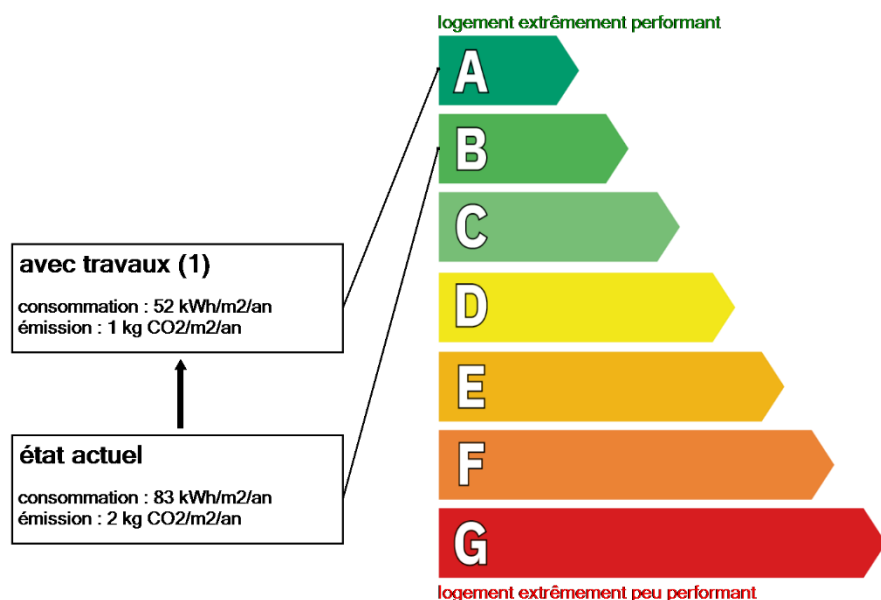 logement extrêmement performant
A
B
C
D
E
F
G
logement extrêmement peu performant
avec travaux (1)
consommation : 52 kWh/m2/an
émission : 1 kg CO2/m2/an
état actuel
consommation : 83 kWh/m2/an
émission : 2 kg CO2/m2/an